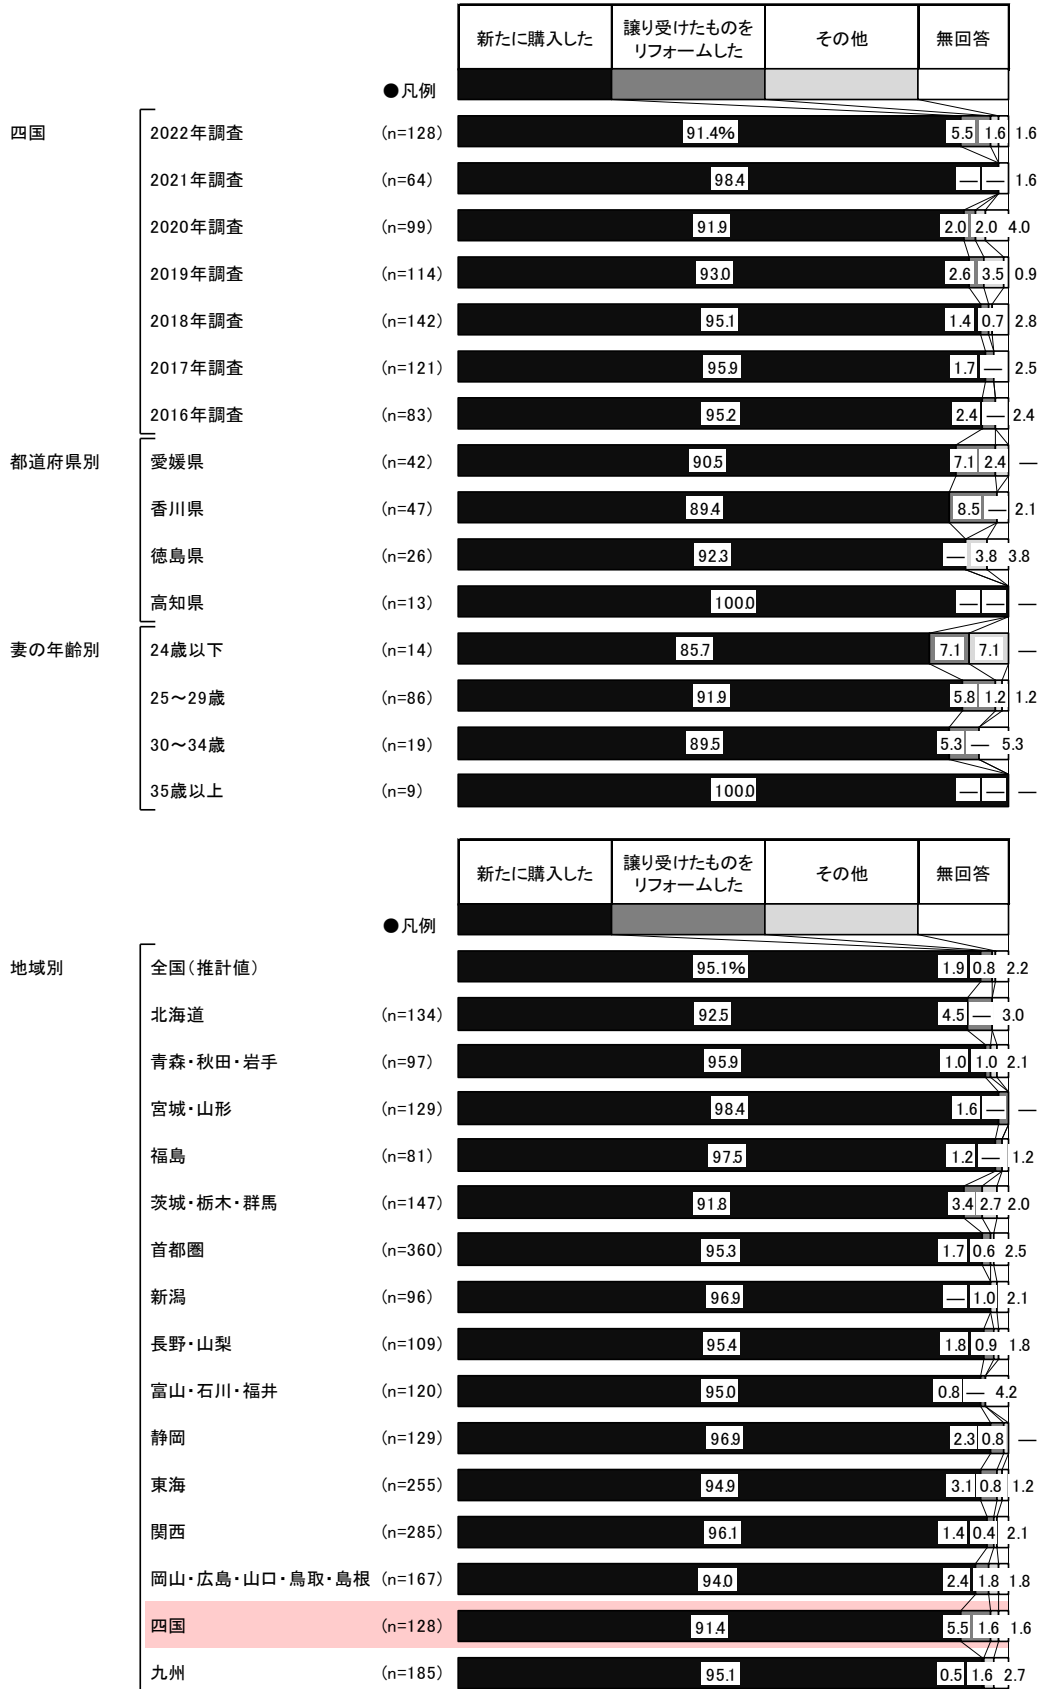 新たに購入した 譲り受けたものを その他 無回答
リフォームした
●凡例
四国 2022年調査 (n=128) 91.4% 5.5 1.6 1.6
2021年調査 (n=64) 98.4 — — 1.6
2020年調査 (n=99) 91.9 2.0 2.0 4.0
2019年調査 (n=114) 93.0 2.6 3.5 0.9
2018年調査 (n=142) 95.1 1.4 0.7 2.8
2017年調査 (n=121) 95.9 1.7 — 2.5
2016年調査 (n=83) 95.2 2.4 — 2.4
都道府県別 愛媛県 (n=42) 90.5 7.1 2.4 —
香川県 (n=47) 89.4 8.5 — 2.1
徳島県 (n=26) 92.3 — 3.8 3.8
高知県 (n=13) 100.0 — — —
妻の年齢別 24歳以下 (n=14) 85.7 7.1 7.1 —
25～29歳 (n=86) 91.9 5.8 1.2 1.2
30～34歳 (n=19) 89.5 5.3 — 5.3
35歳以上 (n=9) 100.0 — — —
新たに購入した 譲り受けたものを その他 無回答
リフォームした
●凡例
地域別 全国（推計値） 95.1% 1.9 0.8 2.2
北海道 (n=134) 92.5 4.5 — 3.0
青森・秋田・岩手 (n=97) 95.9 1.0 1.0 2.1
宮城・山形 (n=129) 98.4 1.6 — —
福島 (n=81) 97.5 1.2 — 1.2
茨城・栃木・群馬 (n=147) 91.8 3.4 2.7 2.0
首都圏 (n=360) 95.3 1.7 0.6 2.5
新潟 (n=96) 96.9 — 1.0 2.1
長野・山梨 (n=109) 95.4 1.8 0.9 1.8
富山・石川・福井 (n=120) 95.0 0.8 — 4.2
静岡 (n=129) 96.9 2.3 0.8 —
東海 (n=255) 94.9 3.1 0.8 1.2
関西 (n=285) 96.1 1.4 0.4 2.1
岡山・広島・山口・鳥取・島根 (n=167) 94.0 2.4 1.8 1.8
四国 (n=128) 91.4 5.5 1.6 1.6
九州 (n=185) 95.1 0.5 1.6 2.7